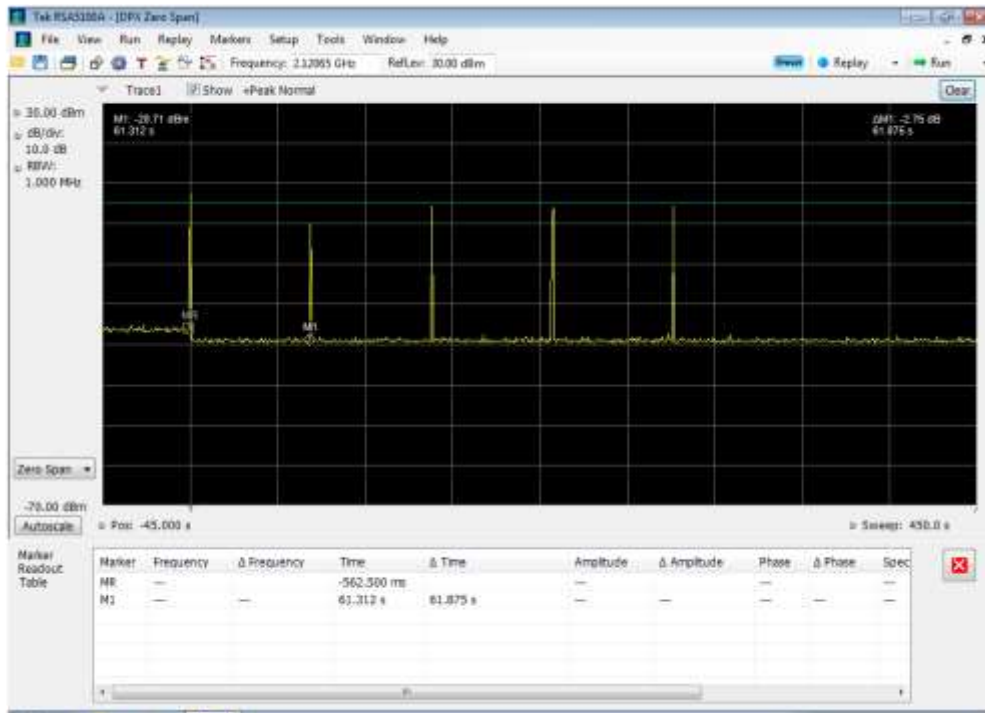 Tek RSA5100A - [DPX Zero Span]
File View Run Replay Markers Setup Tools Window Help
Frequency: 2.12065 GHz RefLev: 30.00 dBm Preset Replay Run
Trace1 Show +Peak Normal Clear
30.00 dBm
dB/div:
10.0 dB
RBW:
1.000 MHz
M1: -28.71 dBm
61.312 s
ΔM1: -2.75 dB
61.875 s
MR
M1
Zero Span
-70.00 dBm
Autoscale Pos: -45.000 s Sweep: 450.0 s
Marker
Readout
Table
Marker Frequency Δ Frequency Time Δ Time Amplitude Δ Amplitude Phase Δ Phase Spec
MR --- -562.500 ms --- --- ---
M1 --- --- 61.312 s 61.875 s --- --- --- --- ---